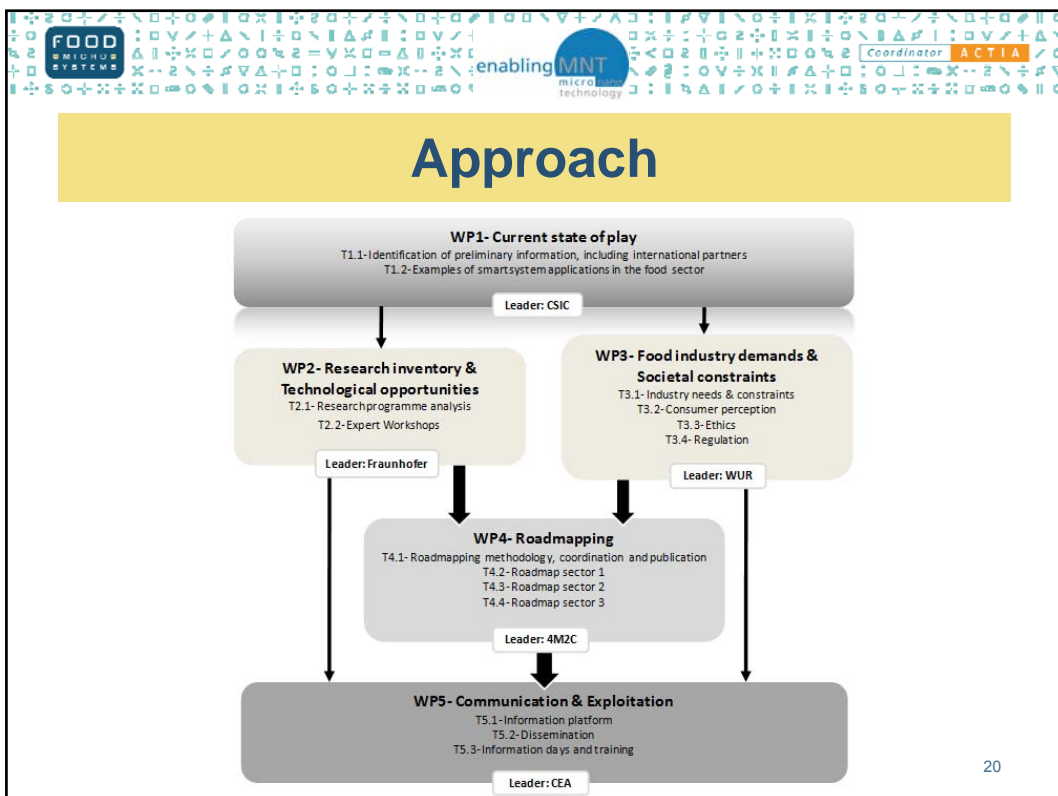 FOOD
MICRO
SYSTEMS
enabling MNT
micro nano
technology
Coordinator ACTIA
Approach
WP1- Current state of play
T1.1- Identification of preliminary information, including international partners
T1.2- Examples of smart system applications in the food sector
Leader: CSIC
WP2- Research inventory &
Technological opportunities
T2.1- Research programme analysis
T2.2- Expert Workshops
Leader: Fraunhofer
WP3- Food industry demands &
Societal constraints
T3.1- Industry needs & constraints
T3.2- Consumer perception
T3.3- Ethics
T3.4- Regulation
Leader: WUR
WP4- Roadmapping
T4.1- Roadmapping methodology, coordination and publication
T4.2- Roadmap sector 1
T4.3- Roadmap sector 2
T4.4- Roadmap sector 3
Leader: 4M2C
WP5- Communication & Exploitation
T5.1- Information platform
T5.2- Dissemination
T5.3- Information days and training
Leader: CEA
20